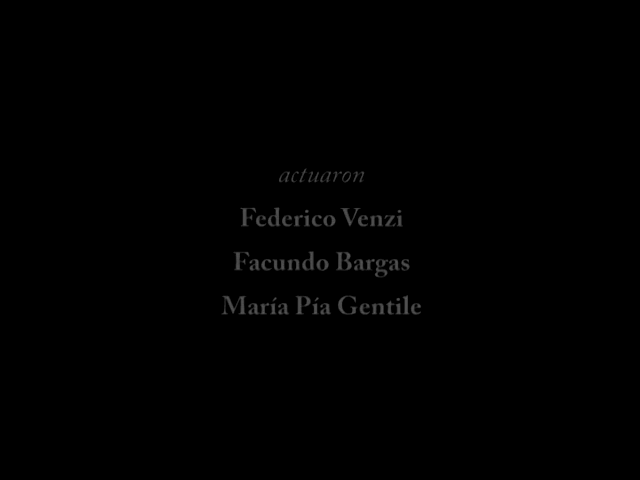 actuaron
Federico Venzi
Facundo Bargas
María Pía Gentile